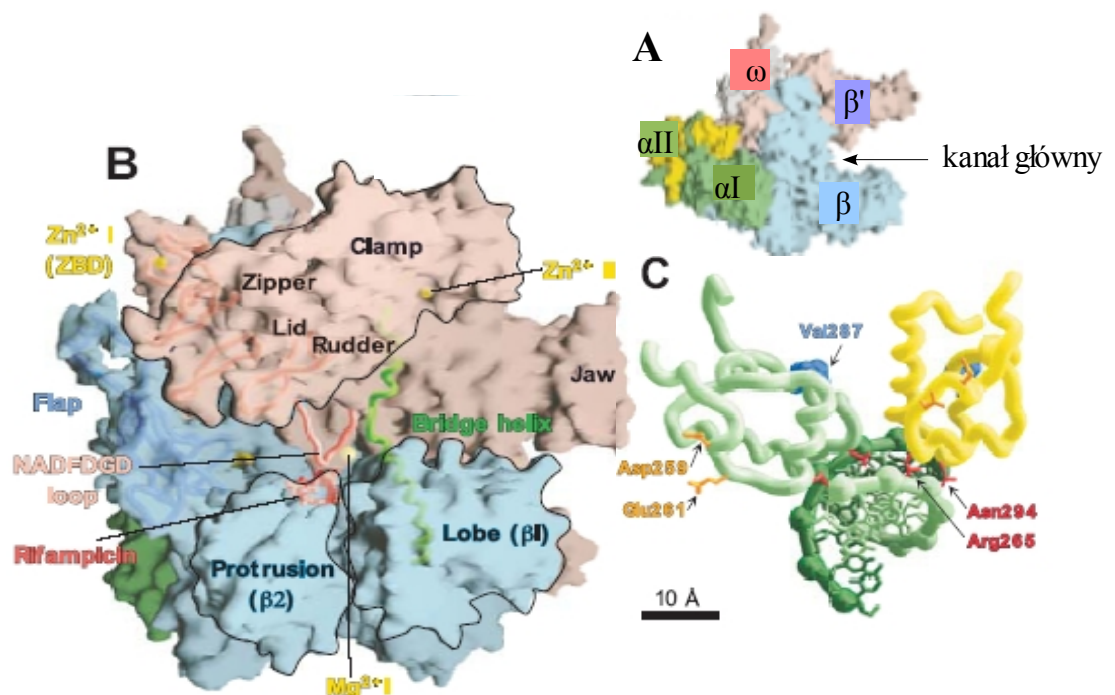 A
ω
β'
αII
αI
β
kanał główny
B
Zn²⁺ I
(ZBD)
Clamp
Zipper
Zn²⁺ II
Lid
Rudder
Jaw
Flap
Bridge helix
NADFDGD
loop
Rifampicin
Lobe (β1)
Protrusion
(β2)
Mg²⁺ I
C
Val287
Asp259
Glu261
Asn294
Arg265
10 Å